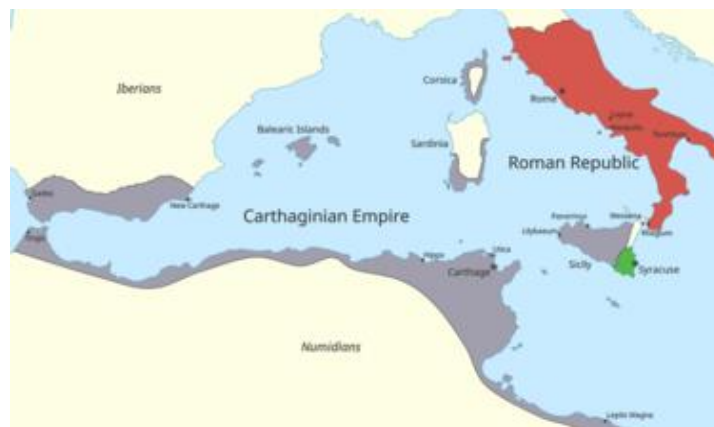 Iberians
Corsica
Rome
Balearic Islands
Sardinia
Roman Republic
New Carthage
Carthaginian Empire
Panormus
Messana
Lilybaeum
Rhegium
Hippo
Utica
Carthage
Sicily
Syracuse
Numidians
Leptis Magna